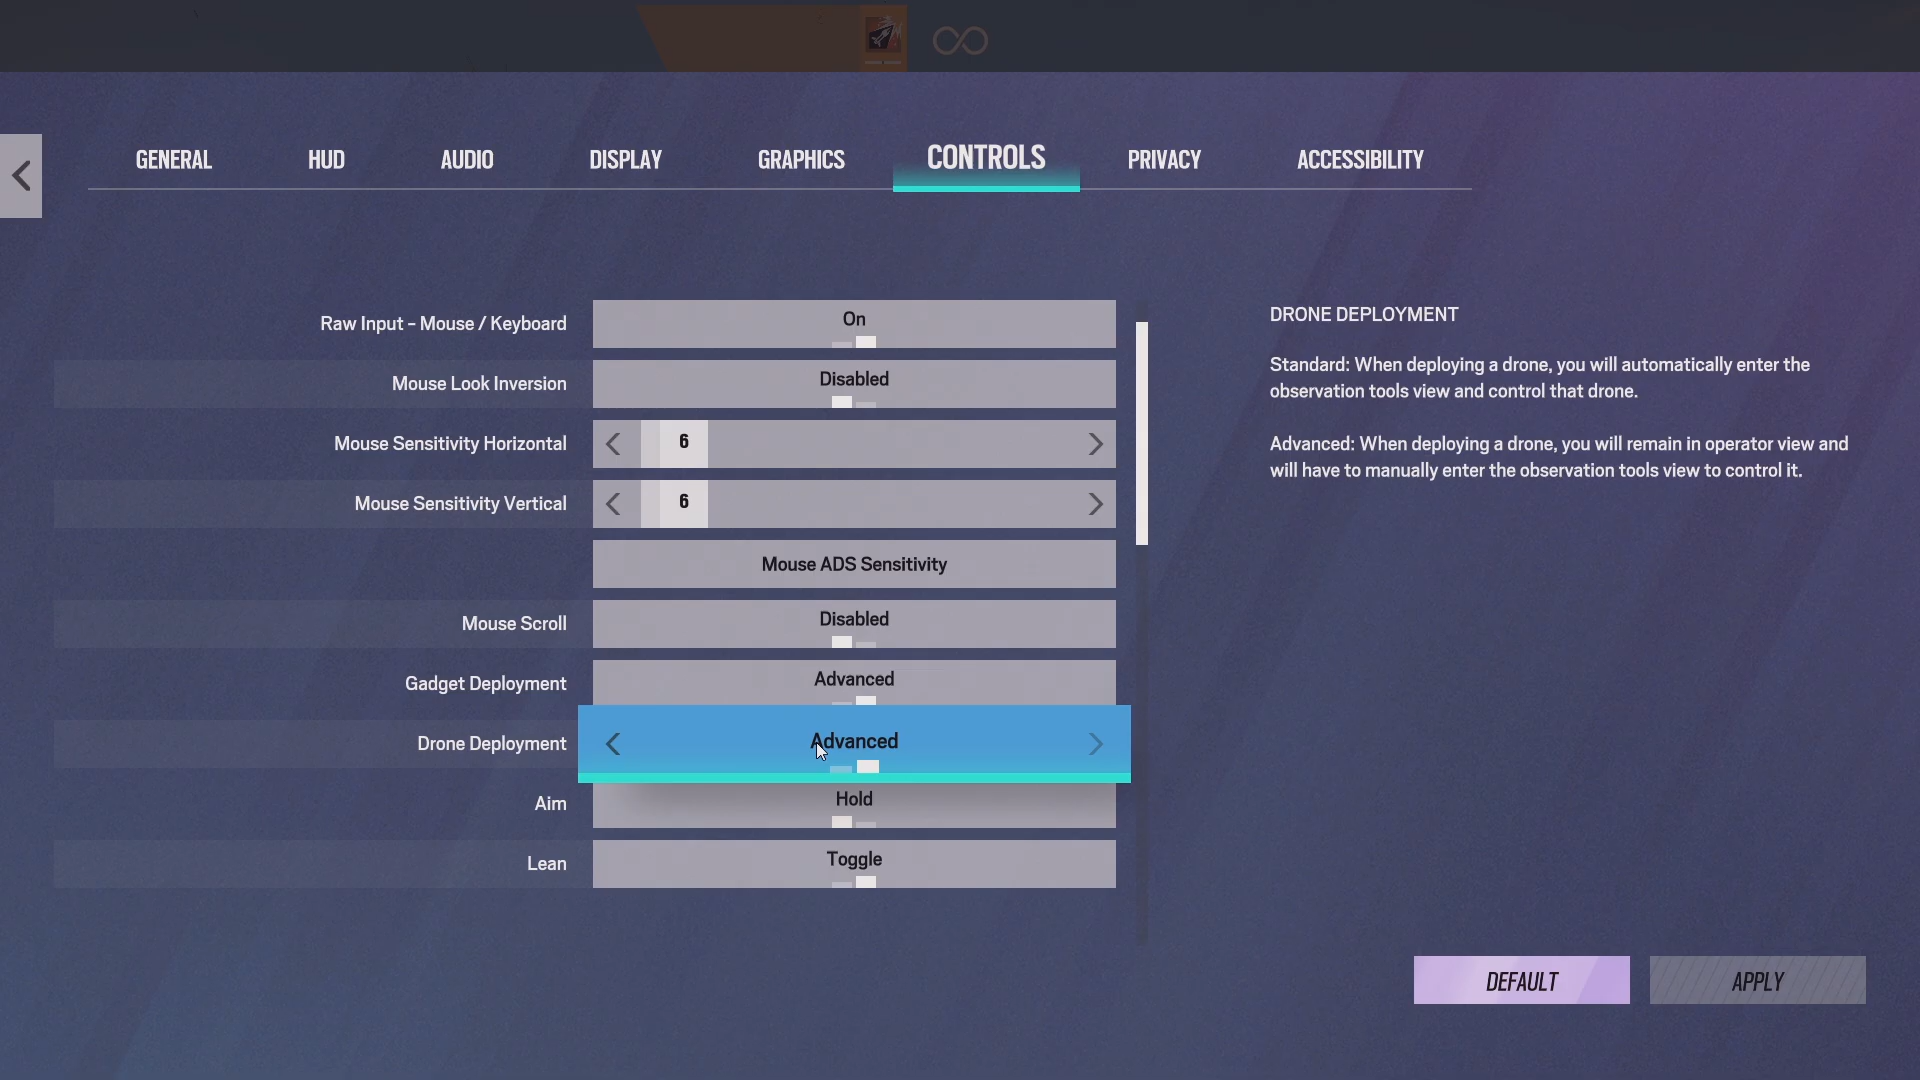 GENERAL
HUD
AUDIO
DISPLAY
GRAPHICS
CONTROLS
PRIVACY
ACCESSIBILITY
Raw Input - Mouse / Keyboard
On
Mouse Look Inversion
Disabled
Mouse Sensitivity Horizontal
6
Mouse Sensitivity Vertical
6
Mouse ADS Sensitivity
Mouse Scroll
Disabled
Gadget Deployment
Advanced
Drone Deployment
Advanced
Aim
Hold
Lean
Toggle
DRONE DEPLOYMENT
Standard: When deploying a drone, you will automatically enter the
observation tools view and control that drone.
Advanced: When deploying a drone, you will remain in operator view and
will have to manually enter the observation tools view to control it.
DEFAULT
APPLY